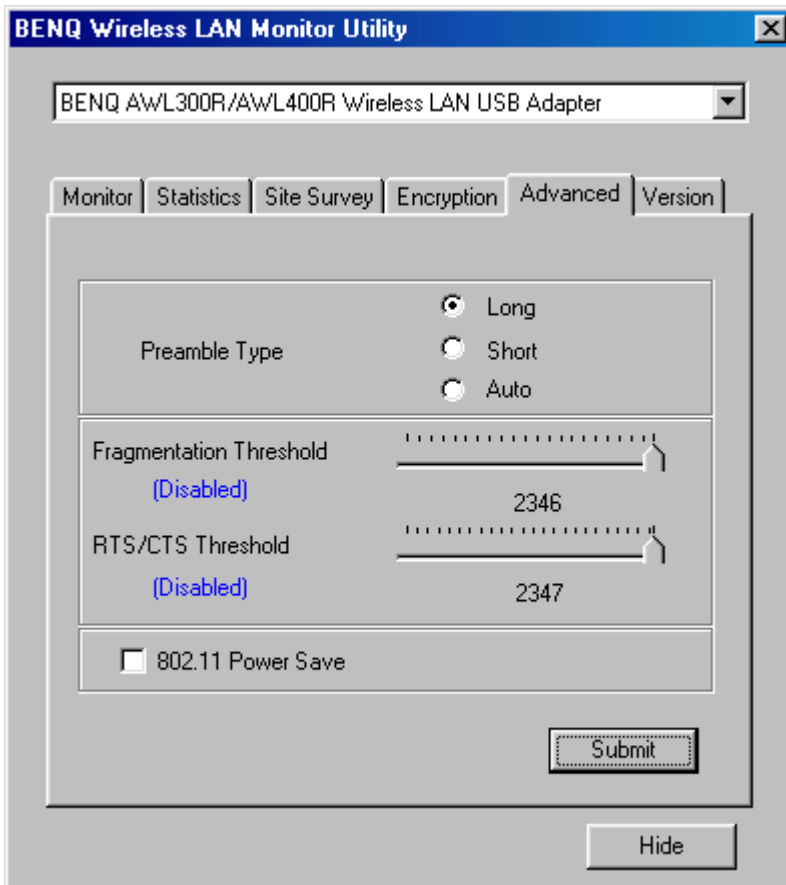 BENQ Wireless LAN Monitor Utility
BENQ AWL300R/AWL400R Wireless LAN USB Adapter
Monitor Statistics Site Survey Encryption Advanced Version
Preamble Type
Long
Short
Auto
Fragmentation Threshold
(Disabled)
2346
RTS/CTS Threshold
(Disabled)
2347
802.11 Power Save
Submit
Hide